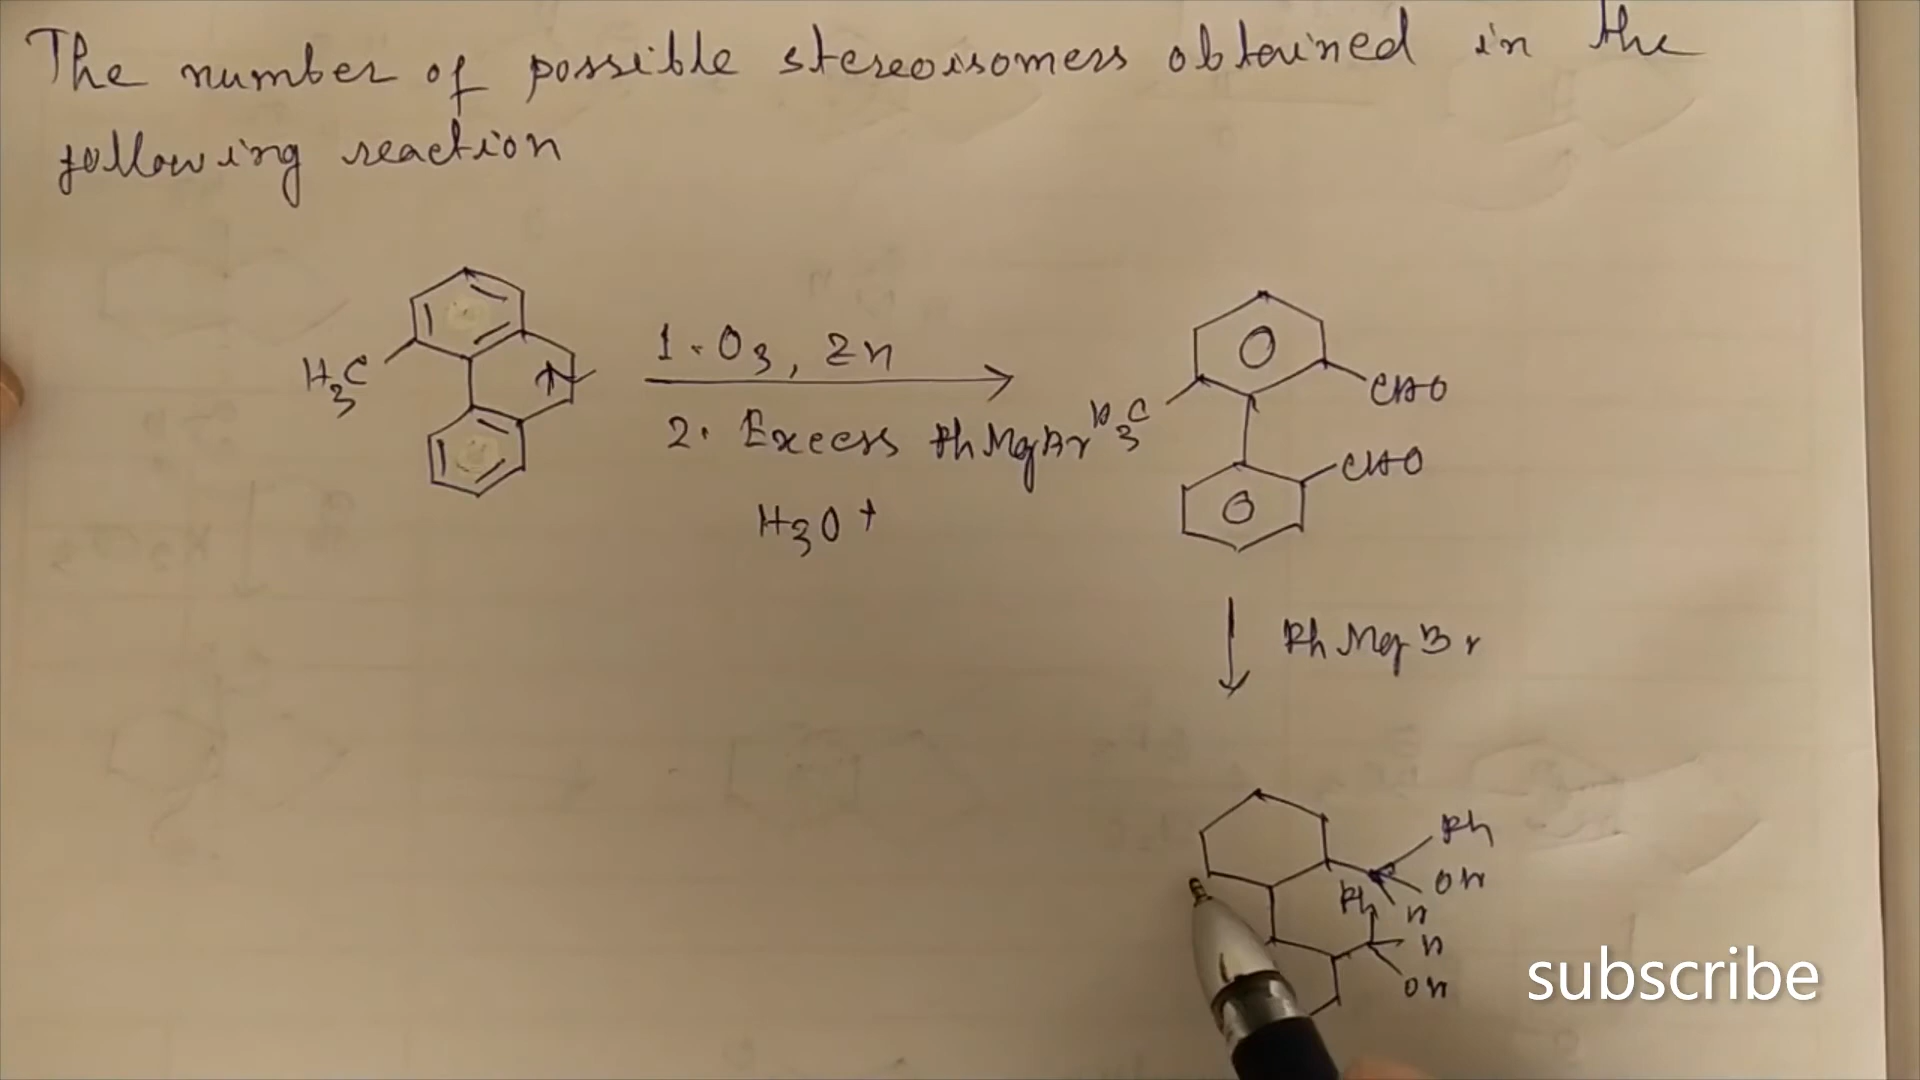 The number of possible stereoisomers obtained in the
following reaction
H3C
1. O3, Zn
2. Excess PhMgBr
H3O+
CHO
H3C
CHO
PhMgBr
Ph
OH
Ph
H
H
OH
subscribe